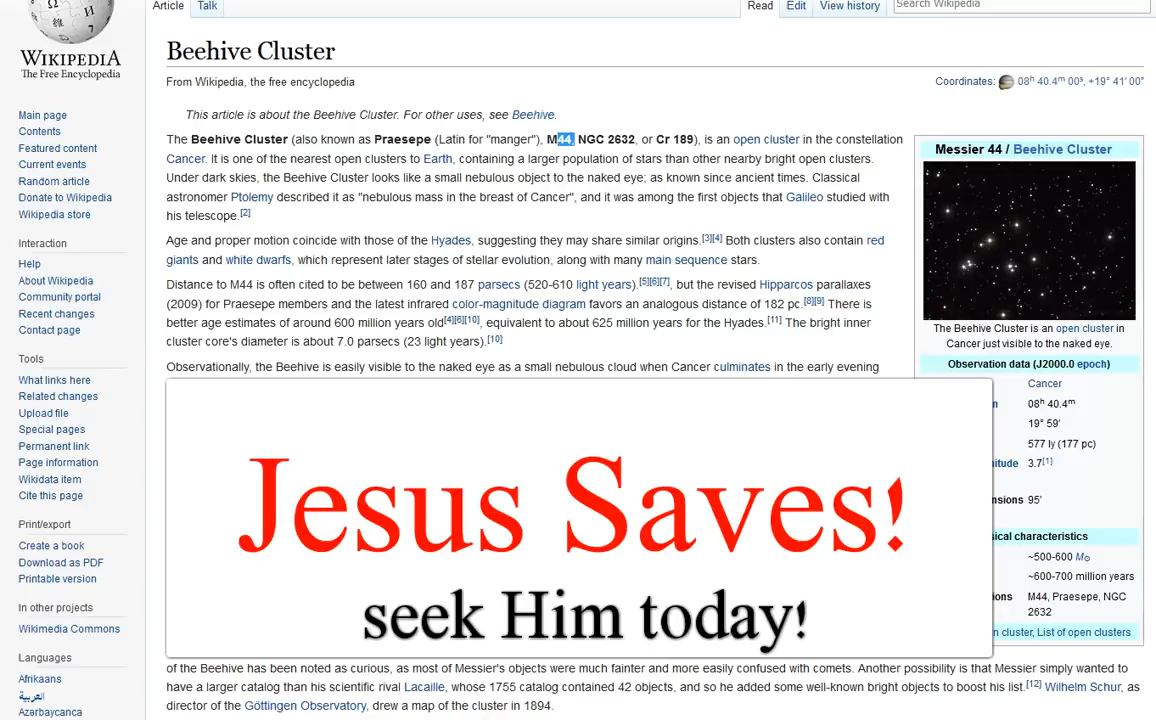 Article
Talk
Read
Edit
View history
Search Wikipedia
WIKIPEDIA
The Free Encyclopedia
Main page
Contents
Featured content
Current events
Random article
Donate to Wikipedia
Wikipedia store
Interaction
Help
About Wikipedia
Community portal
Recent changes
Contact page
Tools
What links here
Related changes
Upload file
Special pages
Permanent link
Page information
Wikidata item
Cite this page
Print/export
Create a book
Download as PDF
Printable version
In other projects
Wikimedia Commons
Languages
Afrikaans
العربية
Azərbaycanca
Beehive Cluster
From Wikipedia, the free encyclopedia
Coordinates: 08ʰ 40.4ᵐ 00ˢ, +19° 41′ 00″
This article is about the Beehive Cluster. For other uses, see Beehive.
The Beehive Cluster (also known as Praesepe (Latin for "manger"), M44, NGC 2632, or Cr 189), is an open cluster in the constellation
Cancer. It is one of the nearest open clusters to Earth, containing a larger population of stars than other nearby bright open clusters.
Under dark skies, the Beehive Cluster looks like a small nebulous object to the naked eye; as known since ancient times. Classical
astronomer Ptolemy described it as "nebulous mass in the breast of Cancer", and it was among the first objects that Galileo studied with
his telescope.[2]
Age and proper motion coincide with those of the Hyades, suggesting they may share similar origins.[3][4] Both clusters also contain red
giants and white dwarfs, which represent later stages of stellar evolution, along with many main sequence stars.
Distance to M44 is often cited to be between 160 and 187 parsecs (520-610 light years),[5][6][7], but the revised Hipparcos parallaxes
(2009) for Praesepe members and the latest infrared color-magnitude diagram favors an analogous distance of 182 pc.[8][9] There is
better age estimates of around 600 million years old[4][6][10], equivalent to about 625 million years for the Hyades.[11] The bright inner
cluster core's diameter is about 7.0 parsecs (23 light years).[10]
Observationally, the Beehive is easily visible to the naked eye as a small nebulous cloud when Cancer culminates in the early evening
Jesus Saves!
seek Him today!
of the Beehive has been noted as curious, as most of Messier's objects were much fainter and more easily confused with comets. Another possibility is that Messier simply wanted to
have a larger catalog than his scientific rival Lacaille, whose 1755 catalog contained 42 objects, and so he added some well-known bright objects to boost his list.[12] Wilhelm Schur, as
director of the Göttingen Observatory, drew a map of the cluster in 1894.
Messier 44 / Beehive Cluster
The Beehive Cluster is an open cluster in
Cancer just visible to the naked eye.
Observation data (J2000.0 epoch)
Cancer
n 08ʰ 40.4ᵐ
19° 59′
577 ly (177 pc)
itude 3.7[1]
nsions 95′
sical characteristics
~500-600 M☉
~600-700 million years
ons M44, Praesepe, NGC
2632
n cluster, List of open clusters